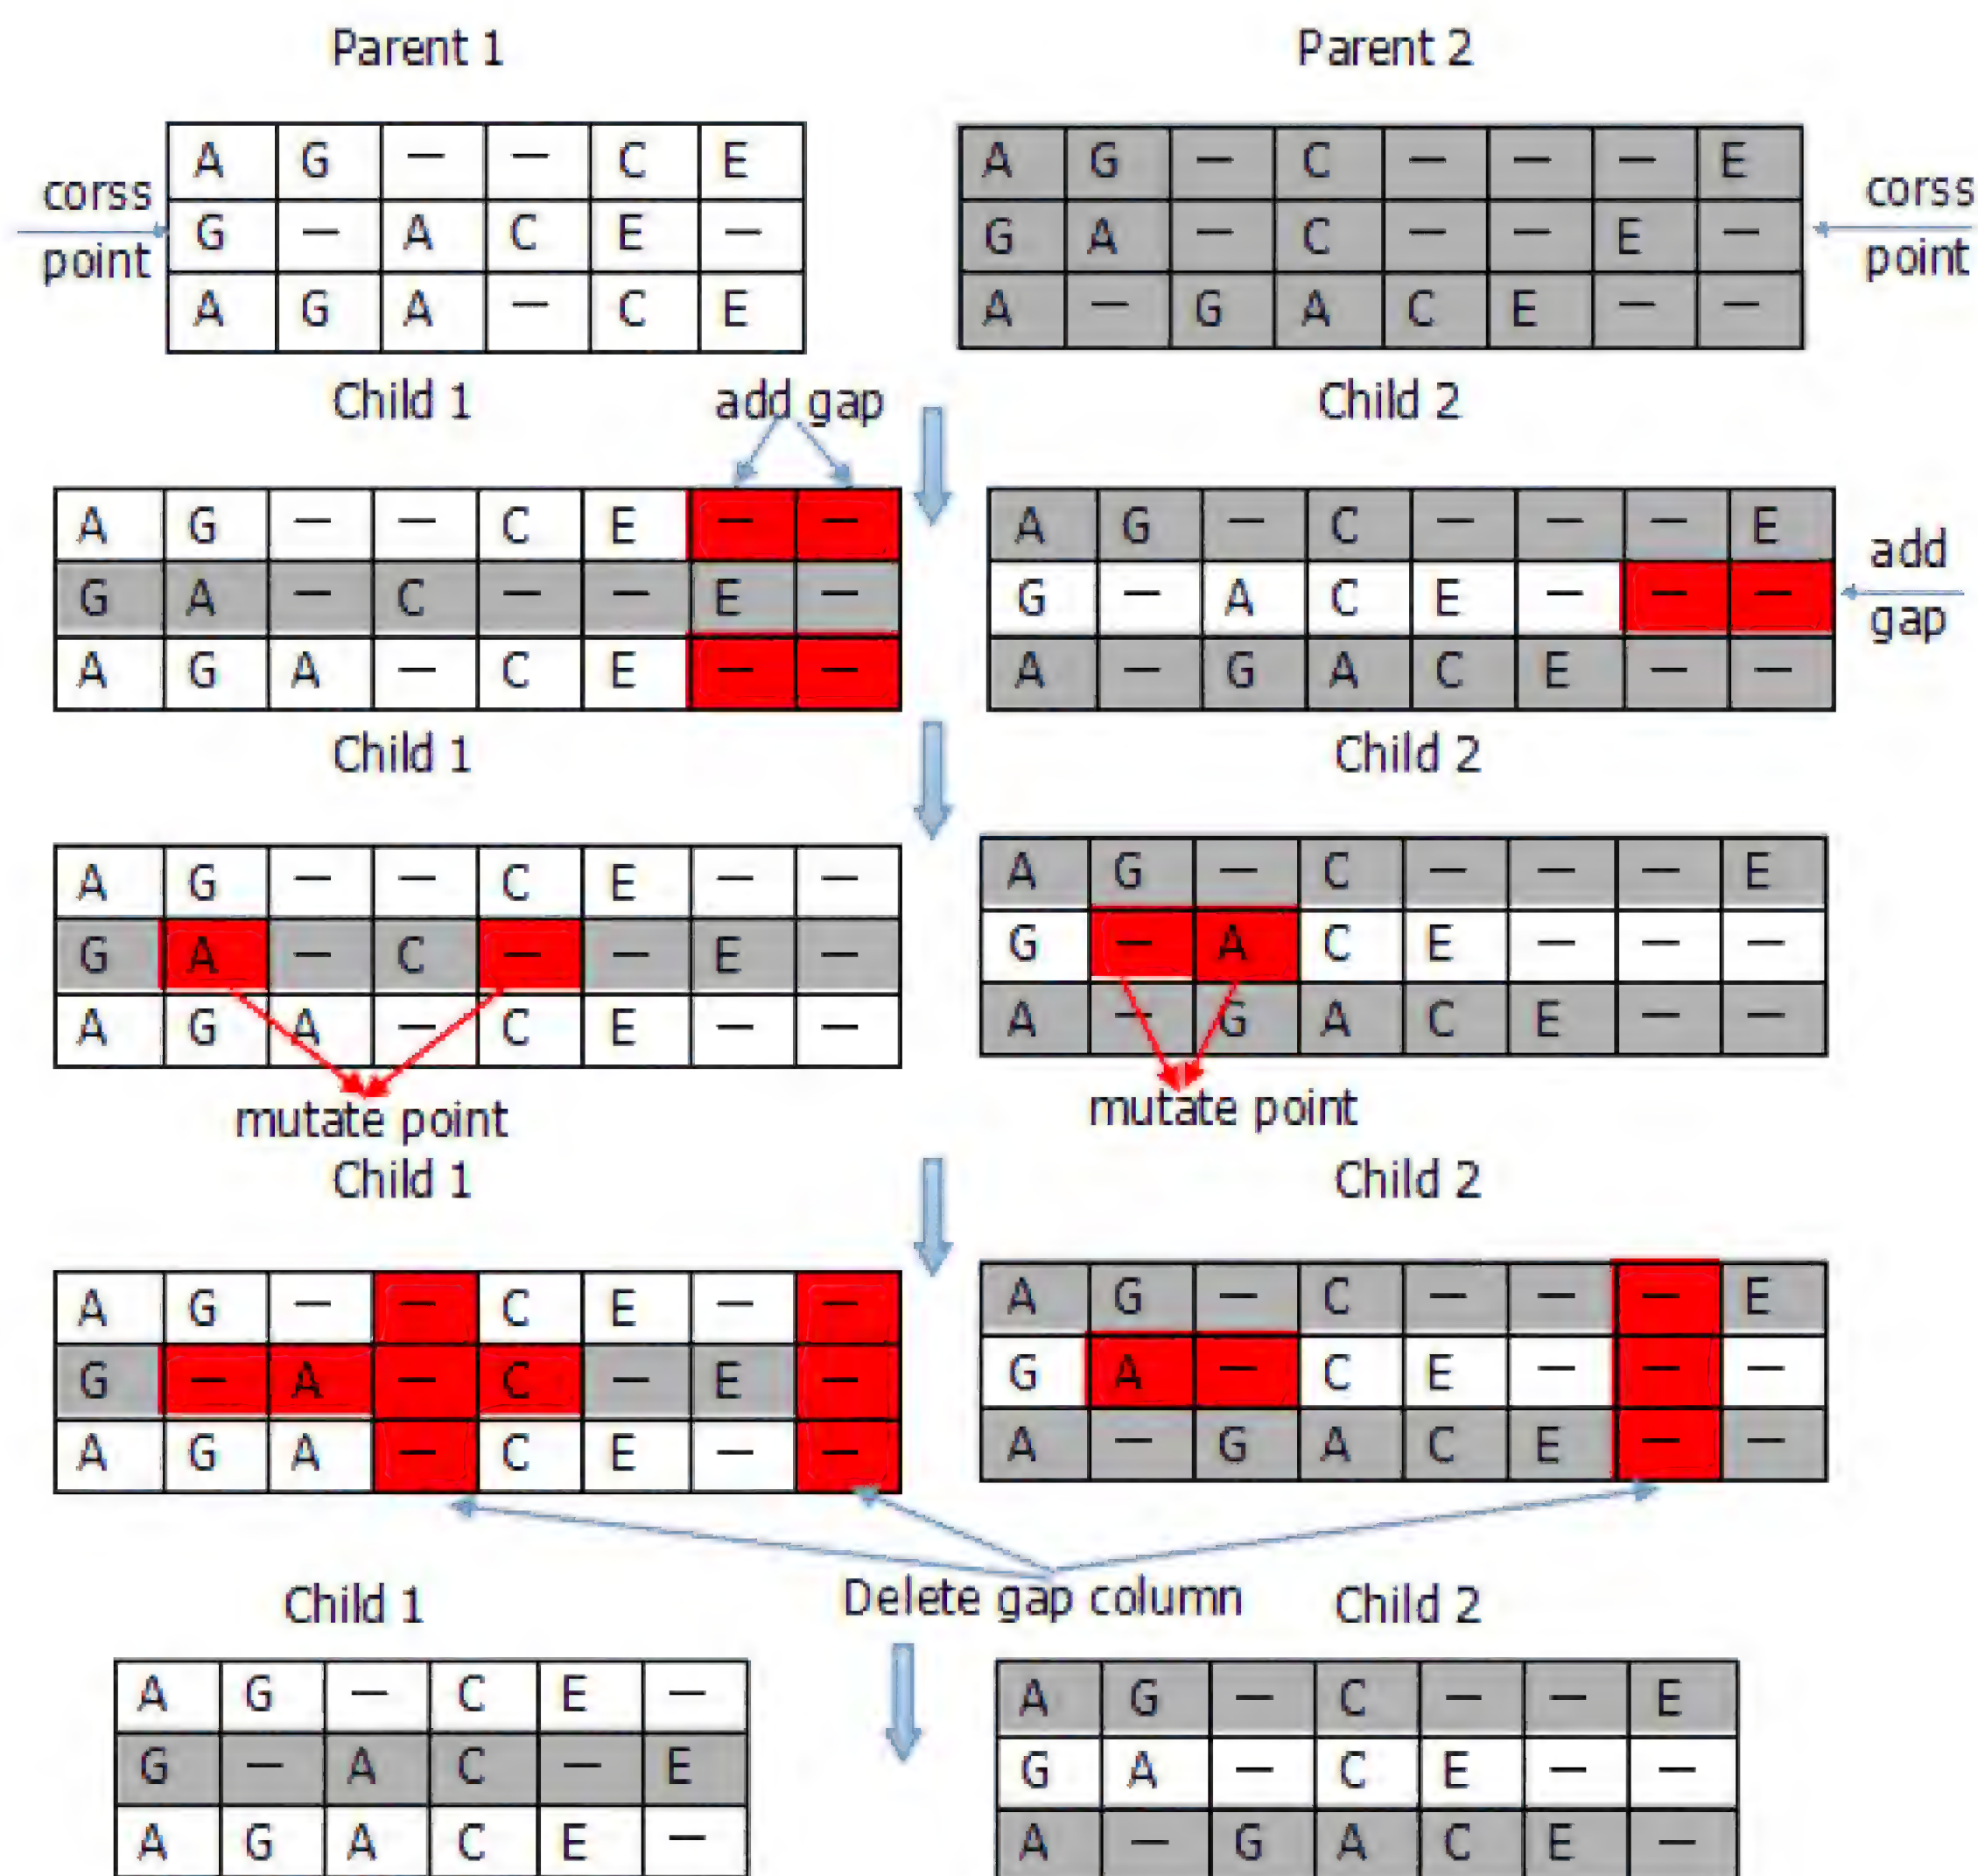 Parent 1 Parent 2
corss
point
A G — — C E
G — A C E —
A G A — C E
A G — C — — — E
G A — C — — E —
A — G A C E — —
corss
point
Child 1 add gap Child 2
A G — — C E — —
G A — C — — E —
A G A — C E — —
A G — C — — — E
G — A C E — — —
A — G A C E — —
add
gap
Child 1 Child 2
A G — — C E — —
G A — C — — E —
A G A — C E — —
A G — C — — — E
G — A C E — — —
A — G A C E — —
mutate point mutate point
Child 1 Child 2
A G — — C E — —
G — A — C — E —
A G A — C E — —
A G — C — — — E
G A — C E — — —
A — G A C E — —
Delete gap column
Child 1 Child 2
A G — C E —
G — A C — E
A G A C E —
A G — C — — E
G A — C E — —
A — G A C E —